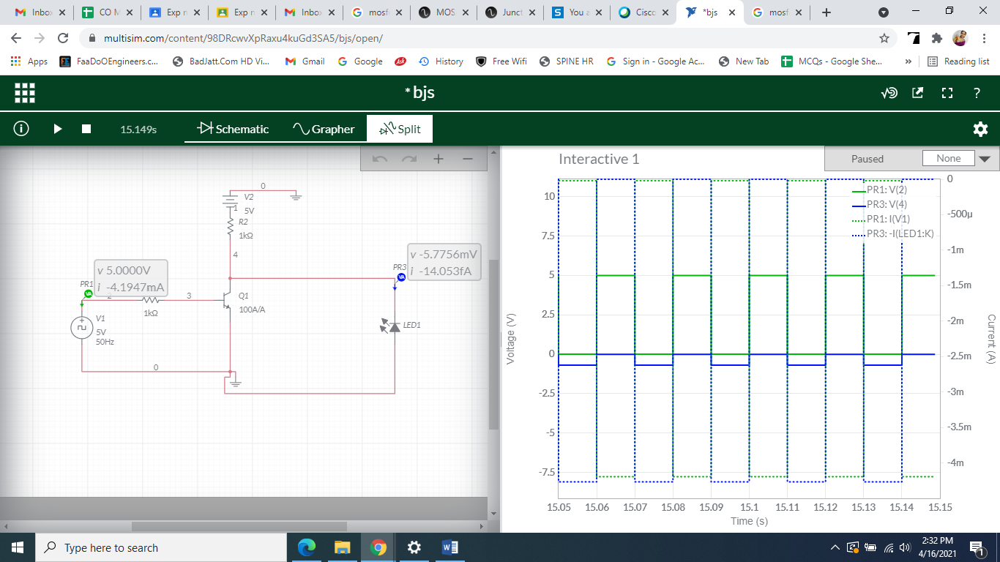 Inbox
CO M
Exp n
Exp n
Inbox
mosf
MOS
Junct
You a
Cisco
*bjs
mosf
multisim.com/content/98DRcwvXpRaxu4kuGd3SA5/bjs/open/
Apps
FaaDoOEngineers.c...
BadJatt.Com HD Vi...
Gmail
Google
Ask
History
Free Wifi
SPINE HR
Sign in - Google Ac...
New Tab
MCQs - Google She...
»
Reading list
*bjs
15.149s
Schematic
Grapher
Split
Interactive 1
Paused
None
0
V2
1
5V
R2
1kΩ
4
v 5.0000V
i -4.1947mA
PR1
VA
2
1kΩ
3
Q1
100A/A
V1
5V
50Hz
0
v -5.7756mV
i -14.053fA
PR3
VA
LED1
PR1: V(2)
PR3: V(4)
PR1: I(V1)
PR3: -I(LED1:K)
10
7.5
5
2.5
0
-2.5
-5
-7.5
Voltage (V)
0
-500µ
-1m
-1.5m
-2m
-2.5m
-3m
-3.5m
-4m
Current (A)
15.05 15.06 15.07 15.08 15.09 15.1 15.11 15.12 15.13 15.14 15.15
Time (s)
Type here to search
2:32 PM
4/16/2021
1